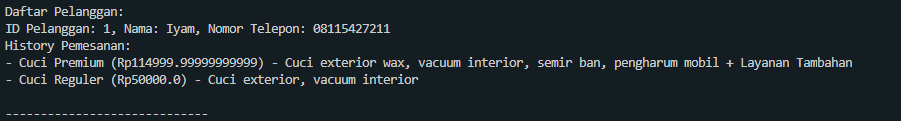 Daftar Pelanggan:
ID Pelanggan: 1, Nama: Iyam, Nomor Telepon: 08115427211
History Pemesanan:
- Cuci Premium (Rp114999.99999999999) - Cuci exterior wax, vacuum interior, semir ban, pengharum mobil + Layanan Tambahan
- Cuci Reguler (Rp50000.0) - Cuci exterior, vacuum interior
-----------------------------